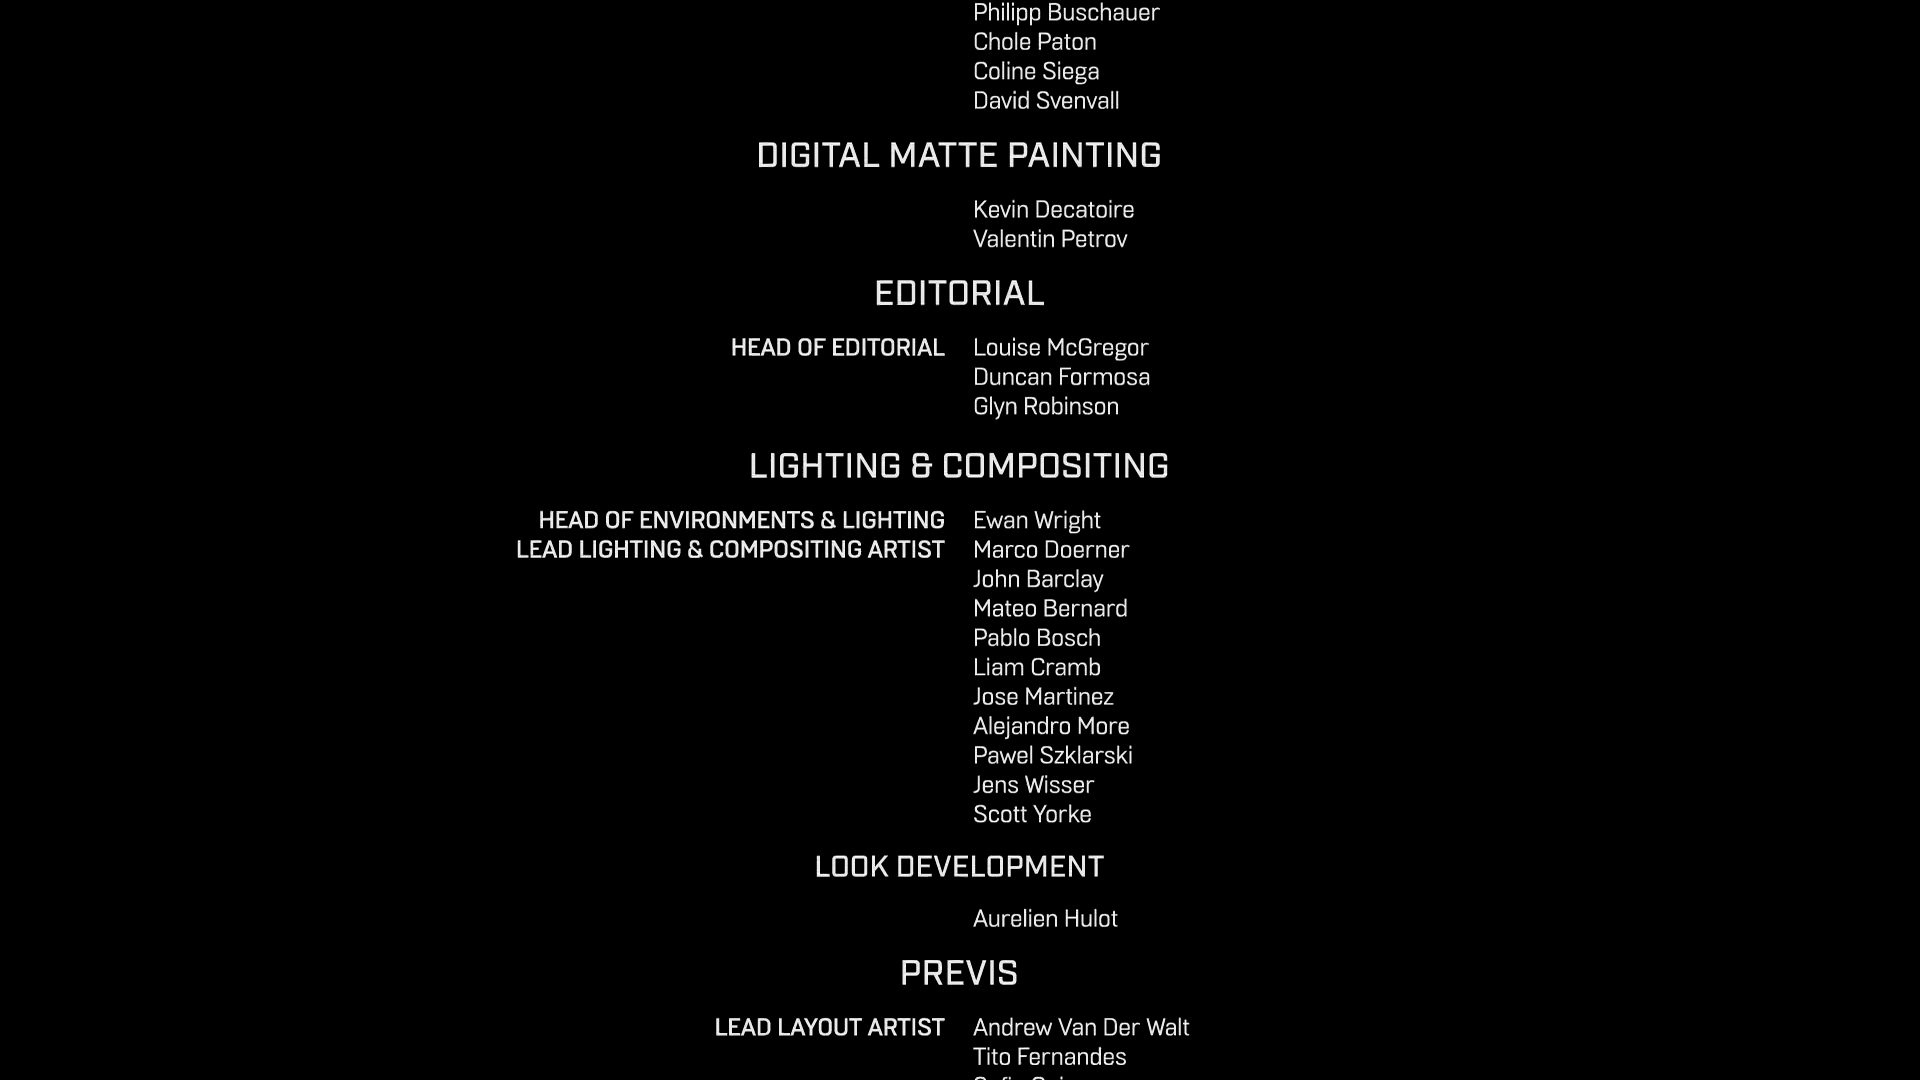 Philipp Buschauer
Chole Paton
Coline Siega
David Svenvall
DIGITAL MATTE PAINTING
Kevin Decatoire
Valentin Petrov
EDITORIAL
HEAD OF EDITORIAL Louise McGregor
Duncan Formosa
Glyn Robinson
LIGHTING & COMPOSITING
HEAD OF ENVIRONMENTS & LIGHTING Ewan Wright
LEAD LIGHTING & COMPOSITING ARTIST Marco Doerner
John Barclay
Mateo Bernard
Pablo Bosch
Liam Cramb
Jose Martinez
Alejandro More
Pawel Szklarski
Jens Wisser
Scott Yorke
LOOK DEVELOPMENT
Aurelien Hulot
PREVIS
LEAD LAYOUT ARTIST Andrew Van Der Walt
Tito Fernandes